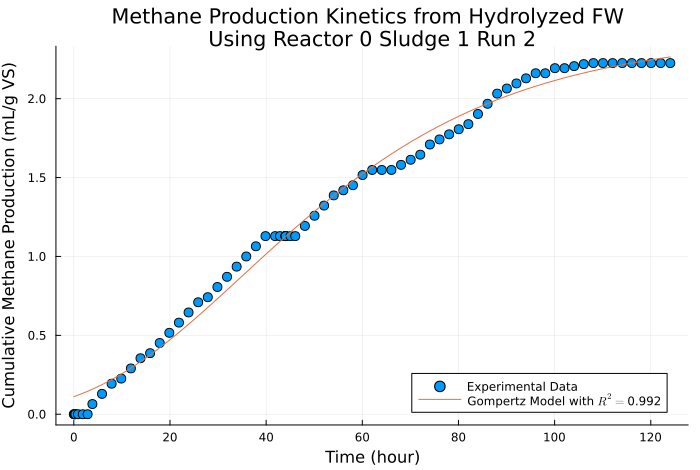 Methane Production Kinetics from Hydrolyzed FW
Using Reactor 0 Sludge 1 Run 2
Cumulative Methane Production (mL/g VS)
2.0
1.5
1.0
0.5
0.0
Experimental Data
Gompertz Model with R² = 0.992
0 20 40 60 80 100 120
Time (hour)